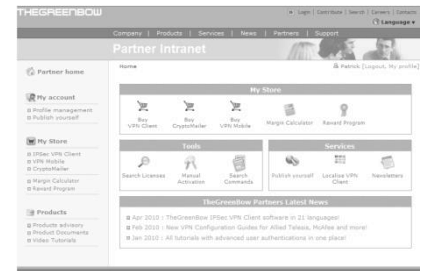 THEGREENBOW
Login | Contribute | Search | Careers | Contacts
Language
Company | Products | Services | News | Partners | Support
Partner Intranet
Partner home
Home
Patrick [Logout, My profile]
My account
Profile management
Publish yourself
My Store
IPSec VPN Client
VPN Mobile
CryptoMailer
Margin Calculator
Reward Program
Products
Products advisory
Product Documents
Video Tutorials
My Store
Buy VPN Client
Buy CryptoMailer
Buy VPN Mobile
Margin Calculator
Reward Program
Tools
Search Licenses
Manual Activation
Search Commands
Services
Publish yourself
Localise VPN Client
Newsletters
TheGreenBow Partners Latest News
Apr 2010 : TheGreenBow IPSec VPN Client software in 21 languages!
Feb 2010 : New VPN Configuration Guides for Allied Telesis, McAfee and more!
Jan 2010 : All tutorials with advanced user authentications in one place!